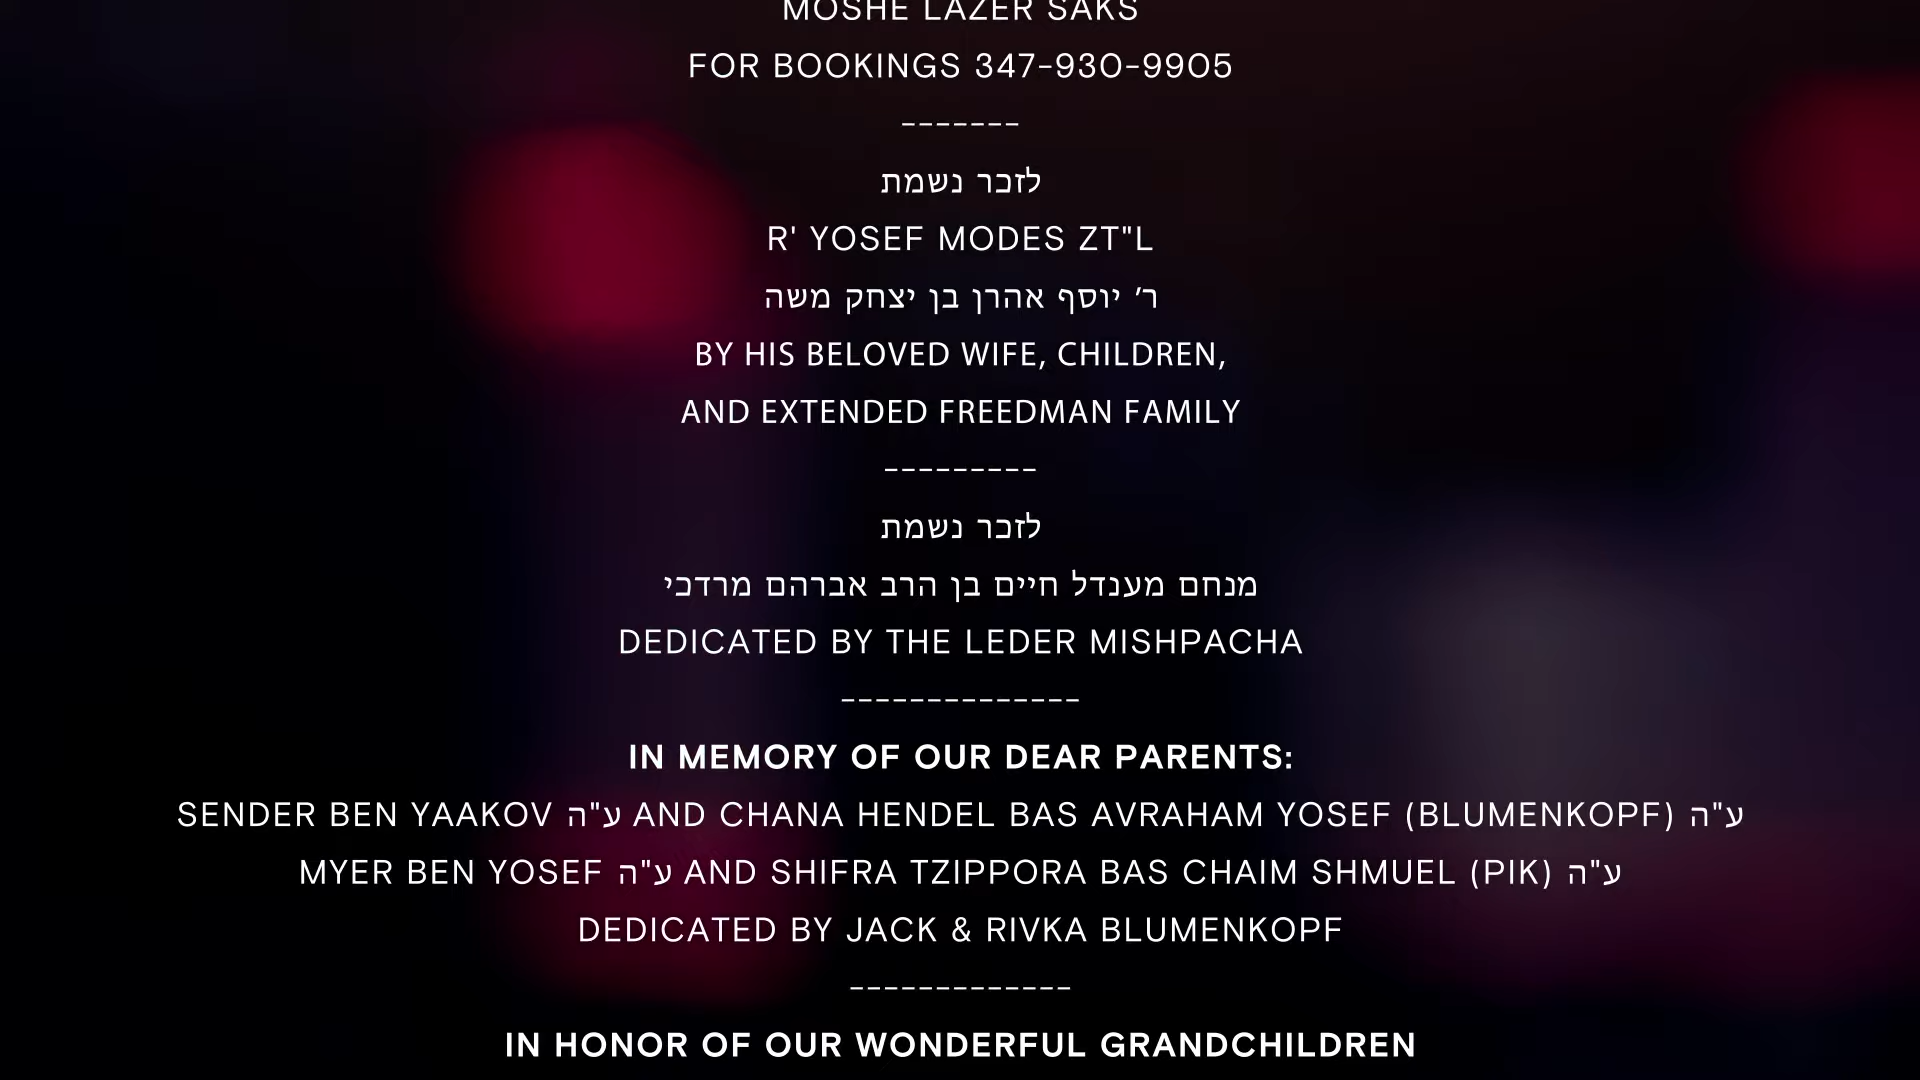 MOSHE LAZER SAKS
FOR BOOKINGS 347-930-9905
-------
לזכר נשמת
R' YOSEF MODES ZT"L
ר' יוסף אהרן בן יצחק משה
BY HIS BELOVED WIFE, CHILDREN,
AND EXTENDED FREEDMAN FAMILY
---------
לזכר נשמת
מנחם מענדל חיים בן הרב אברהם מרדכי
DEDICATED BY THE LEDER MISHPACHA
--------------
IN MEMORY OF OUR DEAR PARENTS:
SENDER BEN YAAKOV ע"ה AND CHANA HENDEL BAS AVRAHAM YOSEF (BLUMENKOPF) ע"ה
MYER BEN YOSEF ע"ה AND SHIFRA TZIPPORA BAS CHAIM SHMUEL (PIK) ע"ה
DEDICATED BY JACK & RIVKA BLUMENKOPF
-------------
IN HONOR OF OUR WONDERFUL GRANDCHILDREN